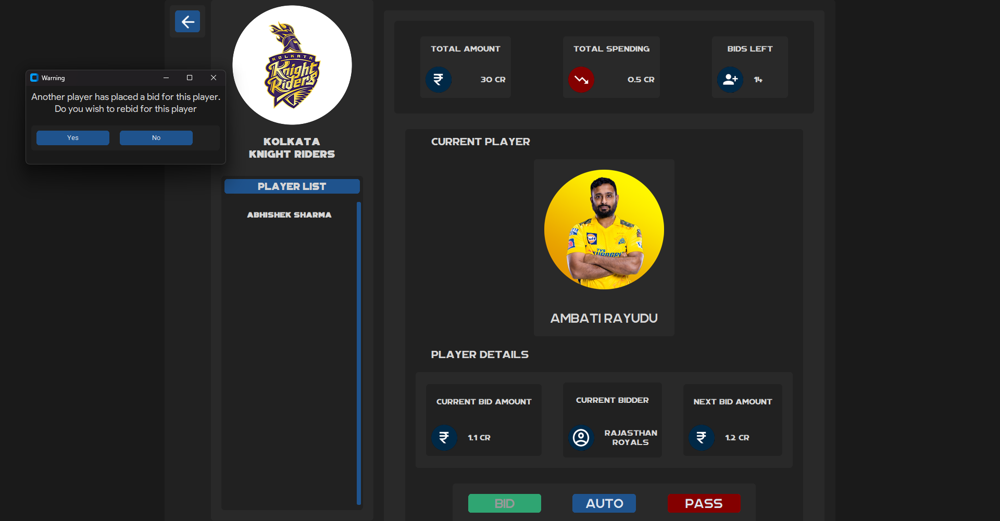 Warning
Another player has placed a bid for this player.
Do you wish to rebid for this player
Yes
No
KOLKATA
Knight
Riders
KOLKATA
KNIGHT RIDERS
PLAYER LIST
ABHISHEK SHARMA
TOTAL AMOUNT
₹ 30 CR
TOTAL SPENDING
0.5 CR
BIDS LEFT
14
CURRENT PLAYER
Gulf
TVS
AMBATI RAYUDU
PLAYER DETAILS
CURRENT BID AMOUNT
₹ 1.1 CR
CURRENT BIDDER
RAJASTHAN
ROYALS
NEXT BID AMOUNT
₹ 1.2 CR
BID
AUTO
PASS